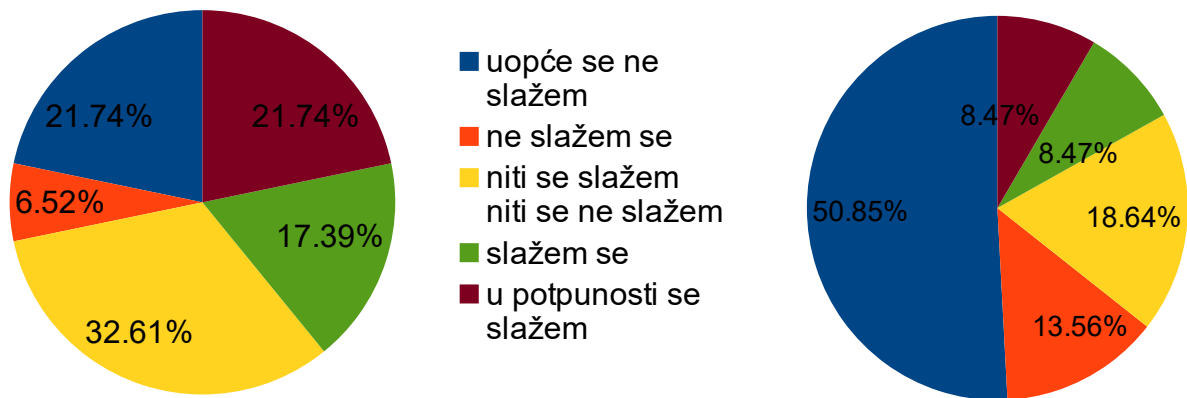 21.74%
21.74%
6.52%
17.39%
32.61%
uopće se ne
slažem
ne slažem se
niti se slažem
niti se ne slažem
slažem se
u potpunosti se
slažem
8.47%
8.47%
50.85%
18.64%
13.56%